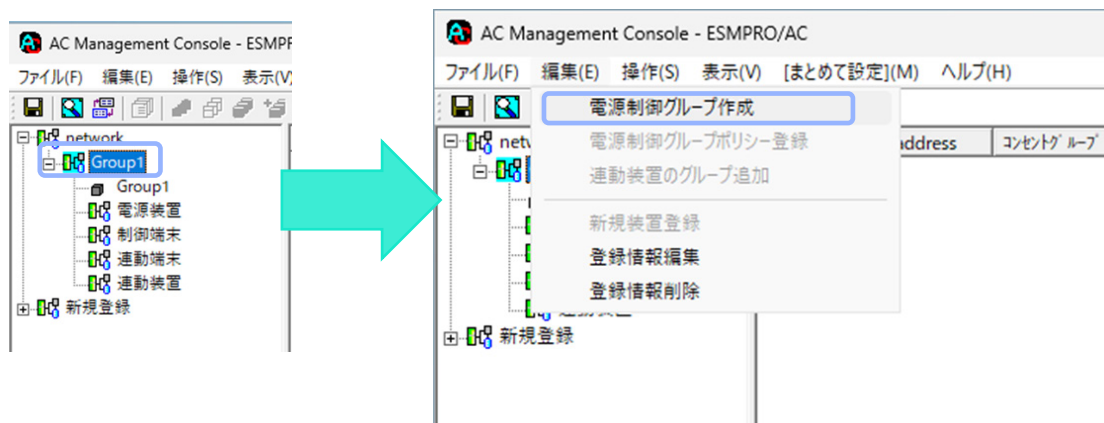 AC Management Console - ESMPR
ファイル(F) 編集(E) 操作(S) 表示(V)
network
Group1
Group1
電源装置
制御端末
連動端末
連動装置
新規登録
AC Management Console - ESMPRO/AC
ファイル(F) 編集(E) 操作(S) 表示(V) [まとめて設定](M) ヘルプ(H)
電源制御グループ作成
電源制御グループポリシー登録
連動装置のグループ追加
新規装置登録
登録情報編集
登録情報削除
netw
address コンセントグループ
新規登録